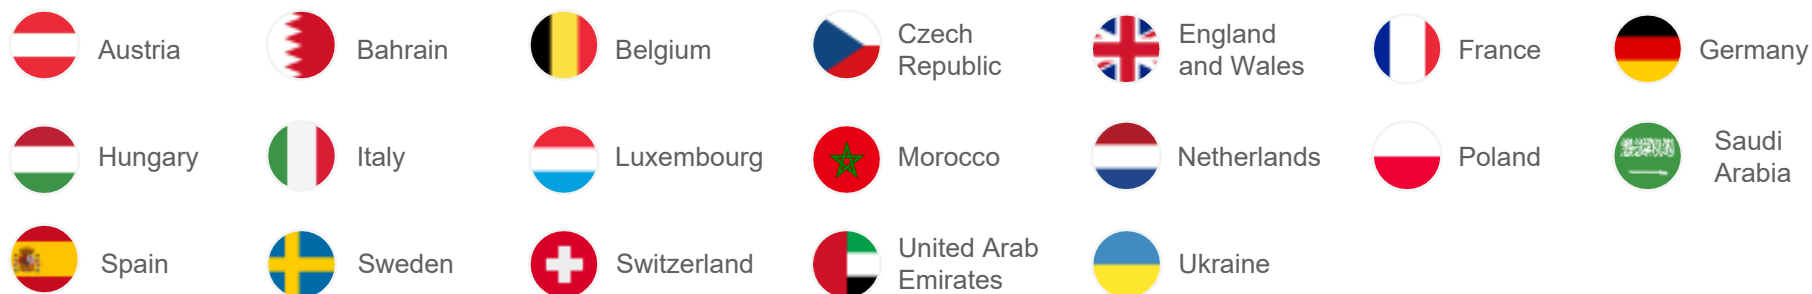 Austria
Bahrain
Belgium
Czech
Republic
England
and Wales
France
Germany
Hungary
Italy
Luxembourg
Morocco
Netherlands
Poland
Saudi
Arabia
Spain
Sweden
Switzerland
United Arab
Emirates
Ukraine